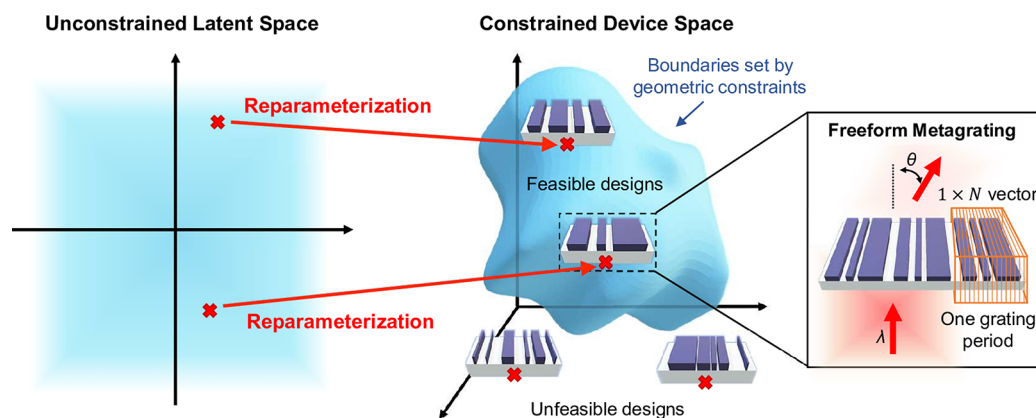 Unconstrained Latent Space
Constrained Device Space
Reparameterization
Boundaries set by
geometric constraints
Feasible designs
Reparameterization
Unfeasible designs
Freeform Metagrating
θ
1 × N vector
One grating
period
λ